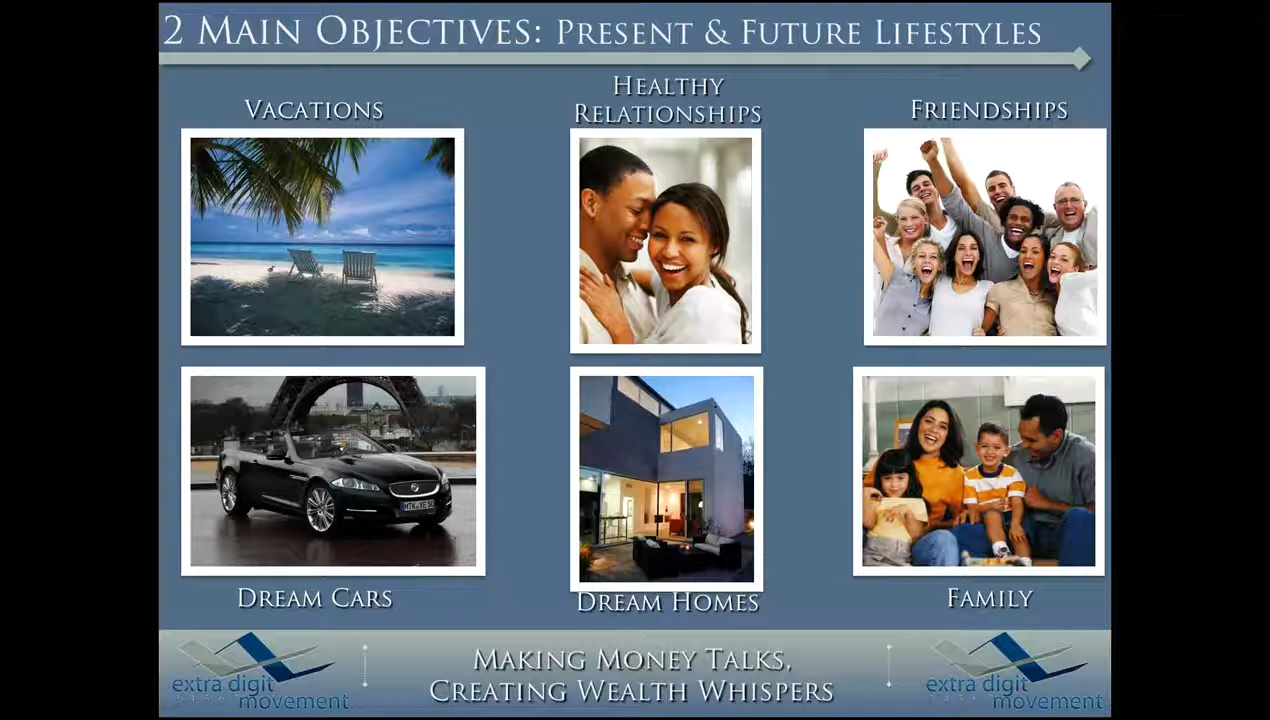 2 Main Objectives: Present & Future Lifestyles
Vacations
Healthy
Relationships
Friendships
Dream Cars
Dream Homes
Family
extra digit
movement
Making Money Talks,
Creating Wealth Whispers
extra digit
movement